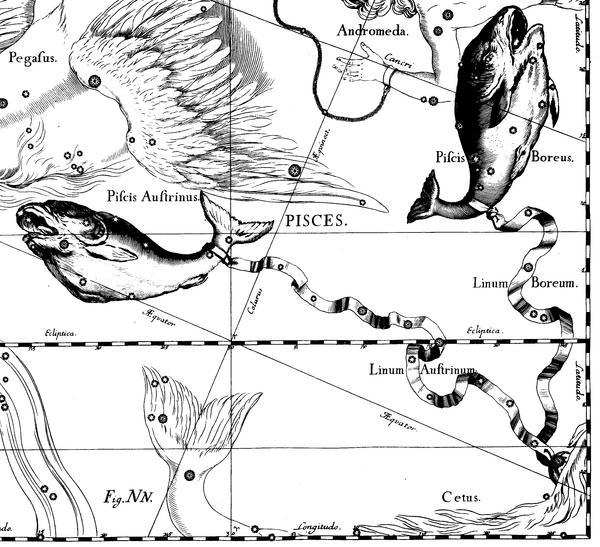 Andromeda.
Pegaſus.
Cancri
Piſcis Boreus.
Piſcis Auſtrinus.
PISCES.
Linum Boreum.
Colurus
Æquator
Ecliptica.
Ecliptica.
Linum Auſtrinum.
Æquator
Fig. NN.
Cetus.
Longitudo.
Latitudo.
Latitudo.